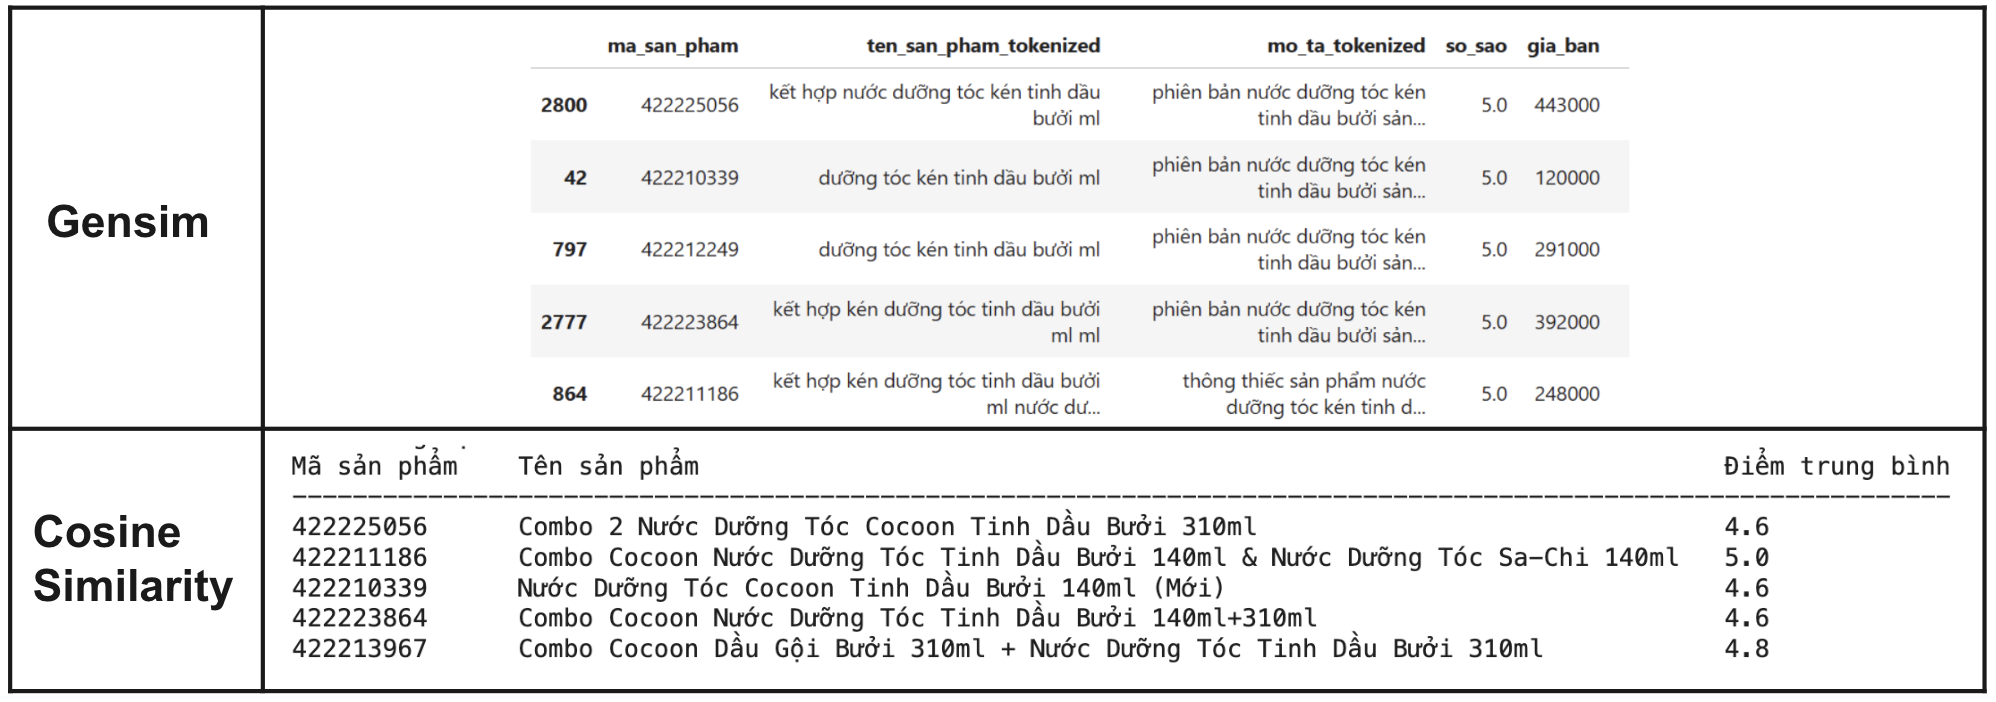 Gensim
ma_san_pham ten_san_pham_tokenized mo_ta_tokenized so_sao gia_ban
2800 422225056 kết hợp nước dưỡng tóc kén tinh dầu phiên bản nước dưỡng tóc kén 5.0 443000
bưởi ml tinh dầu bưởi sản...
42 422210339 dưỡng tóc kén tinh dầu bưởi ml phiên bản nước dưỡng tóc kén 5.0 120000
tinh dầu bưởi sản...
797 422212249 dưỡng tóc kén tinh dầu bưởi ml phiên bản nước dưỡng tóc kén 5.0 291000
tinh dầu bưởi sản...
2777 422223864 kết hợp kén dưỡng tóc tinh dầu bưởi phiên bản nước dưỡng tóc kén 5.0 392000
ml ml tinh dầu bưởi sản...
864 422211186 kết hợp kén dưỡng tóc tinh dầu bưởi thông thiếc sản phẩm nước 5.0 248000
ml nước dư... dưỡng tóc kén tinh d...
Cosine
Similarity
Mã sản phẩm Tên sản phẩm Điểm trung bình
422225056 Combo 2 Nước Dưỡng Tóc Cocoon Tinh Dầu Bưởi 310ml 4.6
422211186 Combo Cocoon Nước Dưỡng Tóc Tinh Dầu Bưởi 140ml & Nước Dưỡng Tóc Sa-Chi 140ml 5.0
422210339 Nước Dưỡng Tóc Cocoon Tinh Dầu Bưởi 140ml (Mới) 4.6
422223864 Combo Cocoon Nước Dưỡng Tóc Tinh Dầu Bưởi 140ml+310ml 4.6
422213967 Combo Cocoon Dầu Gội Bưởi 310ml + Nước Dưỡng Tóc Tinh Dầu Bưởi 310ml 4.8